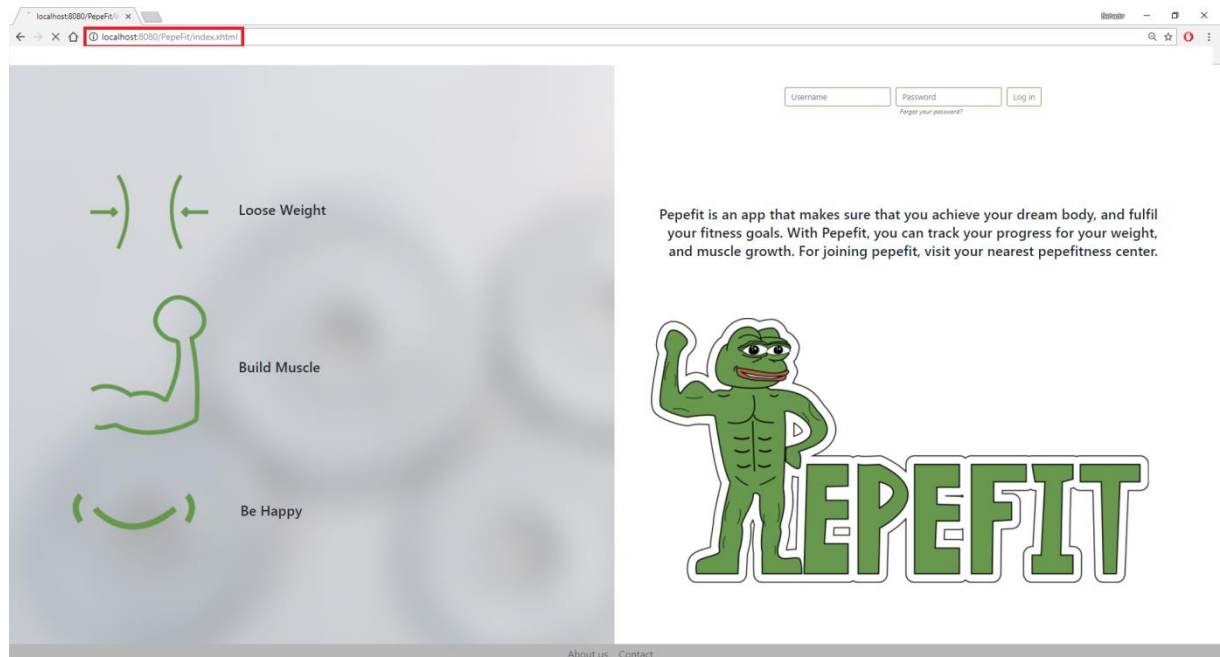 localhost:8080/PepeFit/i
localhost:8080/PepeFit/index.xhtml
Username
Password
Log in
Forgot your password?
Loose Weight
Build Muscle
Be Happy
Pepefit is an app that makes sure that you achieve your dream body, and fulfil
your fitness goals. With Pepefit, you can track your progress for your weight,
and muscle growth. For joining pepefit, visit your nearest pepefitness center.
EPEFIT
About us
Contact